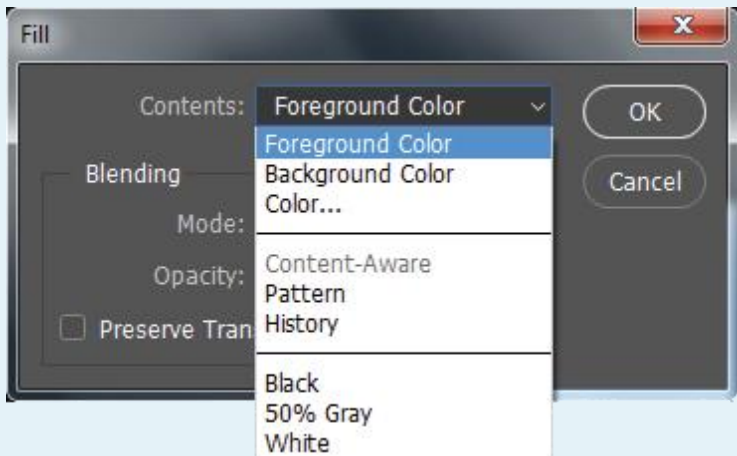 Fill
Contents: Foreground Color OK
Foreground Color
Blending Background Color Cancel
Color...
Mode:
Content-Aware
Opacity:
Pattern
Preserve Tran History
Black
50% Gray
White